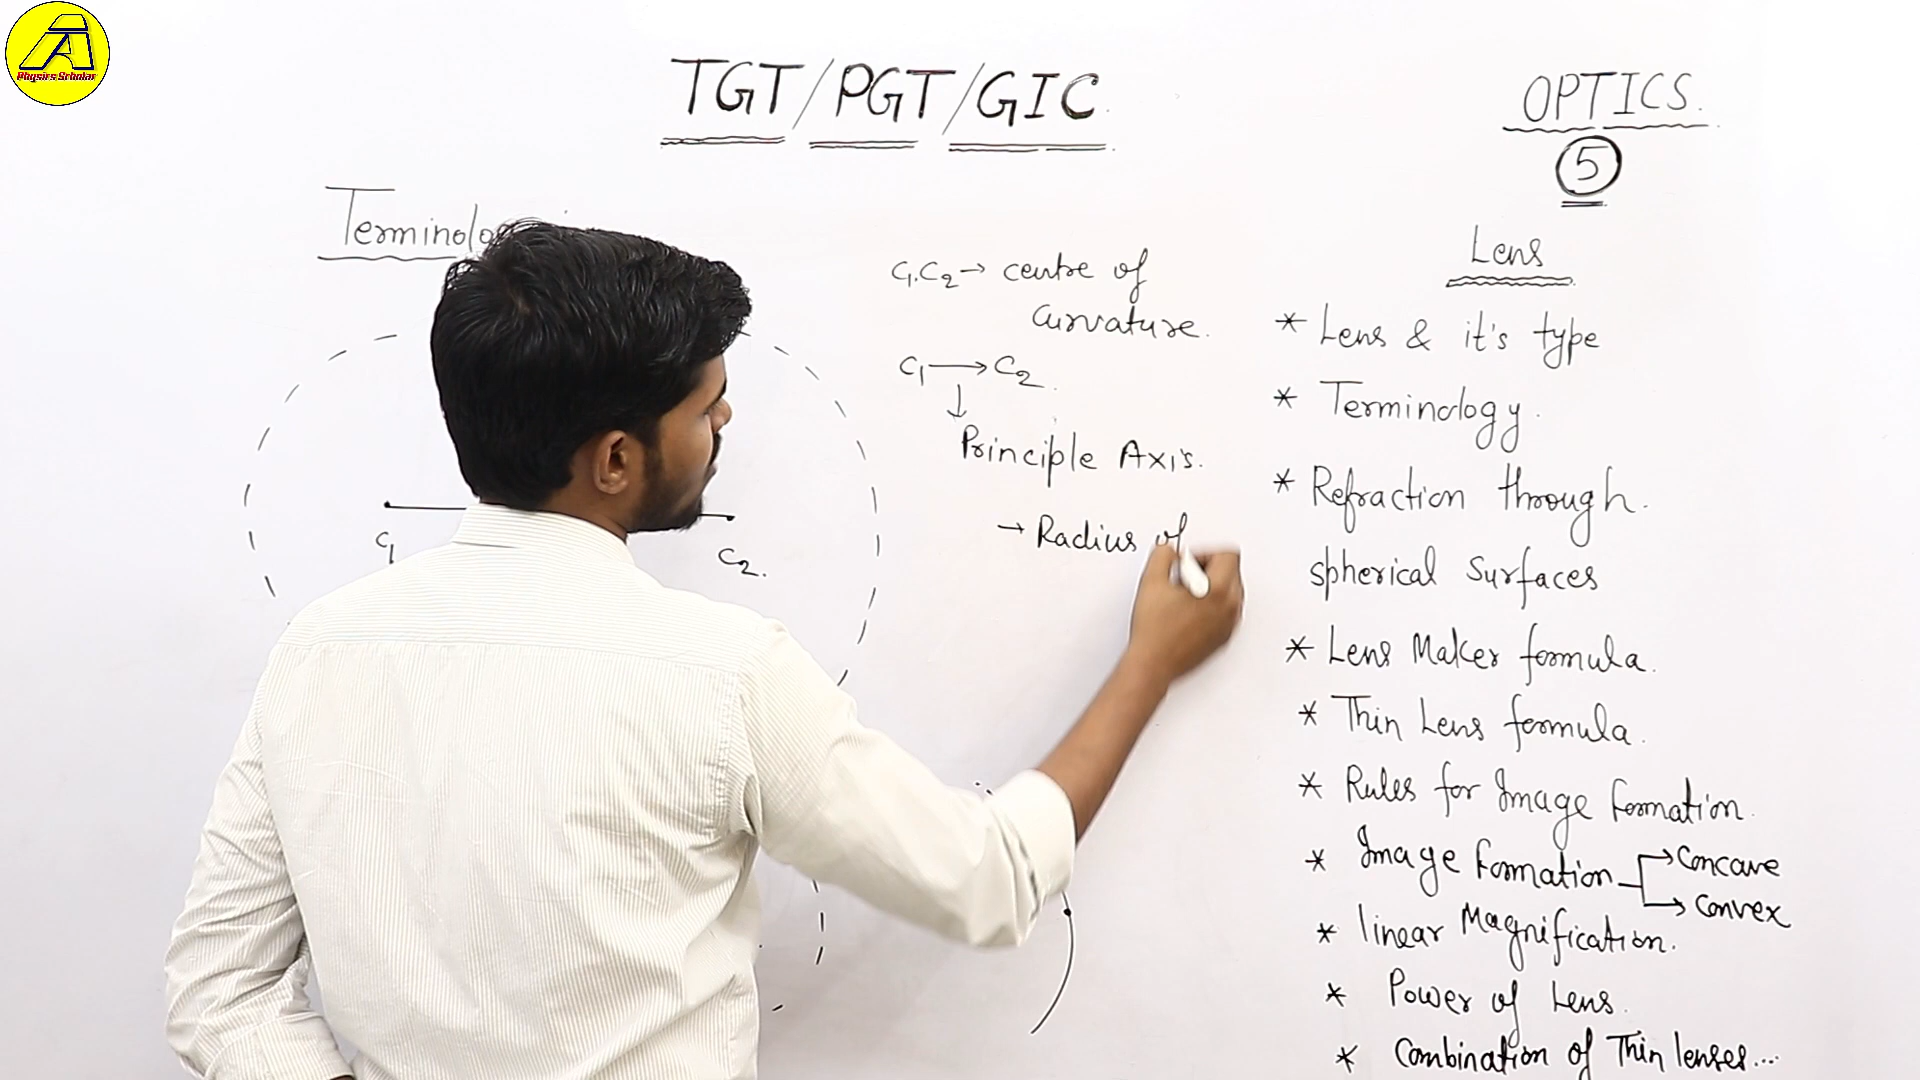 A
Physics Scholar
TGT/PGT/GIC.
OPTICS.
5
C1.C2 → centre of
curvature.
C1 → C2.
↓
Principle Axis.
→ Radius of
C1
C2.
Lens
* Lens & it's type
* Terminology.
* Refraction through.
spherical surfaces
* Lens Maker formula.
* Thin Lens formula.
* Rules for Image formation.
* Image formation → Concave
→ Convex
* linear Magnification.
* Power of Lens.
* Combination of Thin lenses...